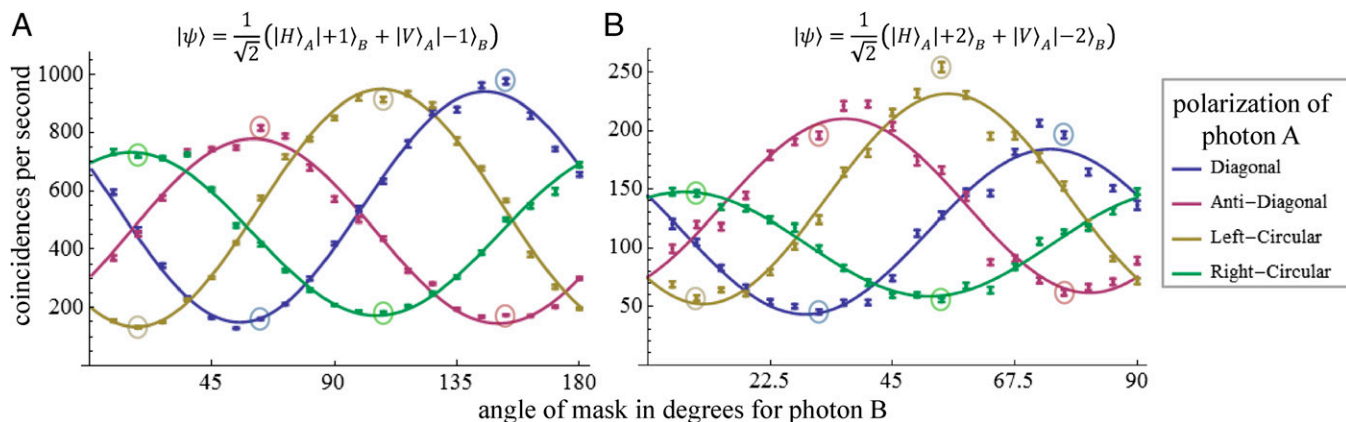 A
|ψ⟩ = 1/√2 (|H⟩_A|+1⟩_B + |V⟩_A|−1⟩_B)
B
|ψ⟩ = 1/√2 (|H⟩_A|+2⟩_B + |V⟩_A|−2⟩_B)
coincidences per second
1000
800
600
400
200
45
90
135
180
250
200
150
100
50
22.5
45
67.5
90
angle of mask in degrees for photon B
polarization of
photon A
Diagonal
Anti−Diagonal
Left−Circular
Right−Circular